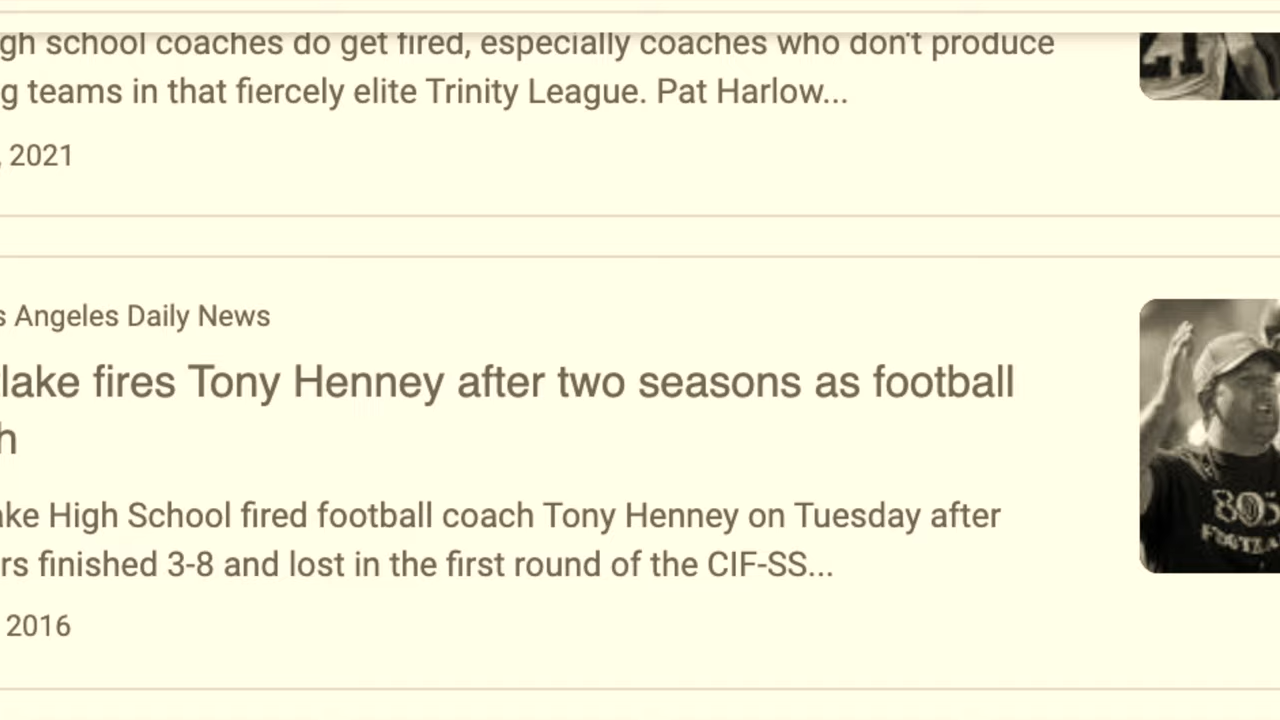 gh school coaches do get fired, especially coaches who don't produce
g teams in that fiercely elite Trinity League. Pat Harlow...
, 2021
s Angeles Daily News
lake fires Tony Henney after two seasons as football
h
ake High School fired football coach Tony Henney on Tuesday after
rs finished 3-8 and lost in the first round of the CIF-SS...
2016
805